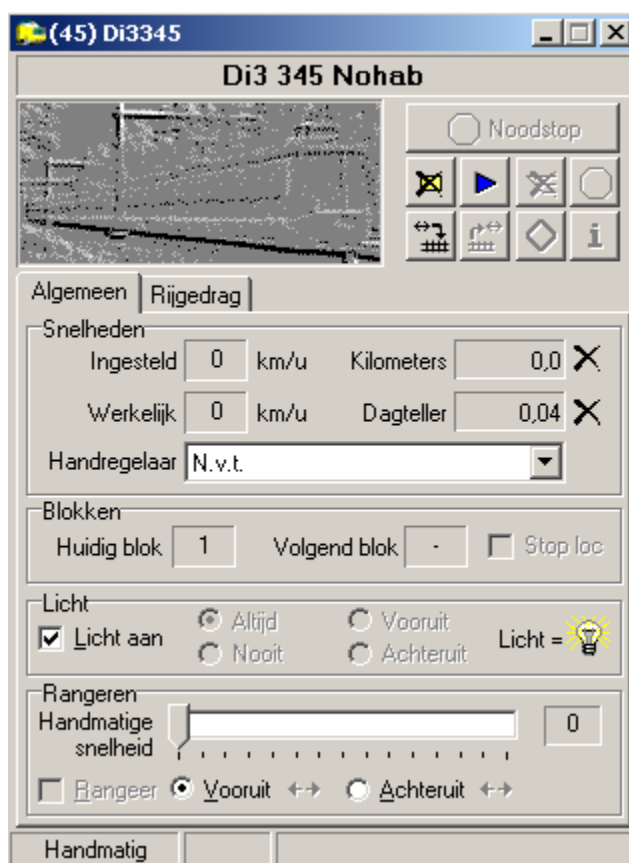 (45) Di3345
Di3 345 Nohab
Noodstop
Algemeen Rijgedrag
Snelheden
Ingesteld 0 km/u Kilometers 0,0
Werkelijk 0 km/u Dagteller 0,04
Handregelaar N.v.t.
Blokken
Huidig blok 1 Volgend blok - Stop loc
Licht
Licht aan Altijd Vooruit Licht =
Nooit Achteruit
Rangeren
Handmatige 0
snelheid
Rangeer Vooruit Achteruit
Handmatig